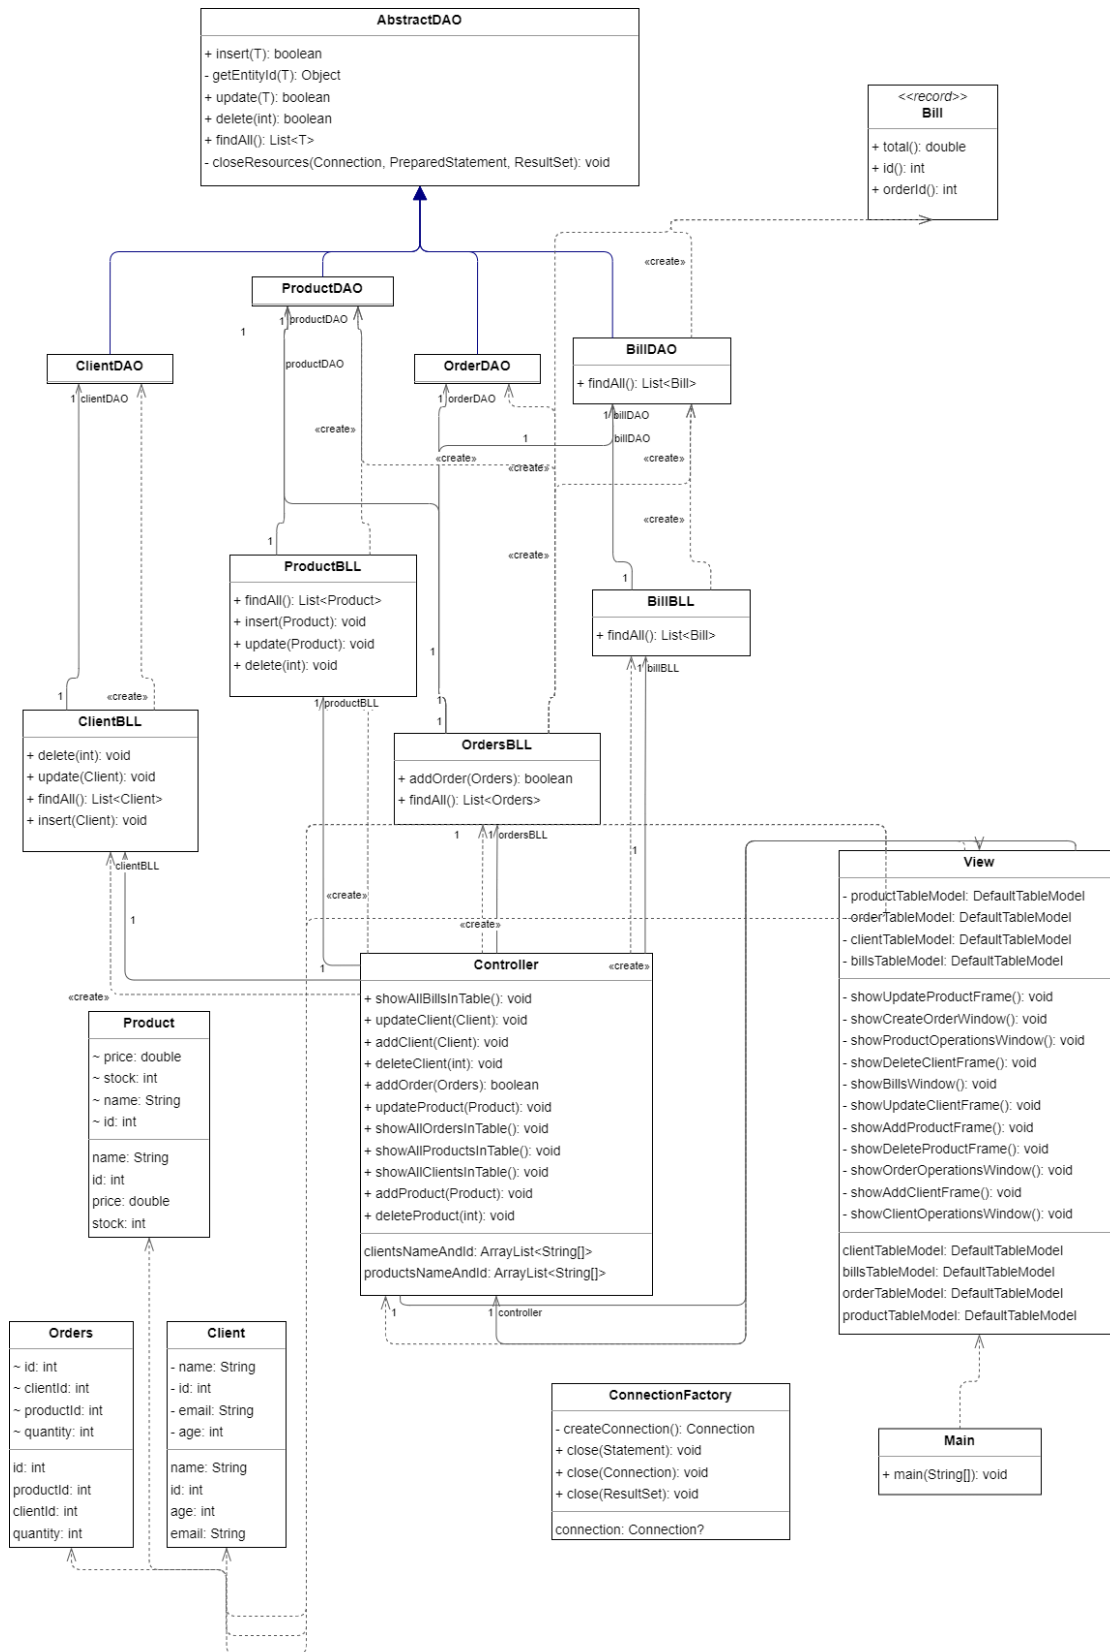 AbstractDAO
+ insert(T): boolean
- getEntityId(T): Object
+ update(T): boolean
+ delete(int): boolean
+ findAll(): List<T>
- closeResources(Connection, PreparedStatement, ResultSet): void
<<record>>
Bill
+ total(): double
+ id(): int
+ orderId(): int
«create»
ProductDAO
1
1
productDAO
productDAO
ClientDAO
1
clientDAO
OrderDAO
1
orderDAO
BillDAO
+ findAll(): List<Bill>
1
billDAO
1
billDAO
«create»
«create»
«create»
«create»
«create»
«create»
1
ProductBLL
+ findAll(): List<Product>
+ insert(Product): void
+ update(Product): void
+ delete(int): void
1
BillBLL
+ findAll(): List<Bill>
1
1
«create»
1
1
1
billBLL
1
productBLL
ClientBLL
+ delete(int): void
+ update(Client): void
+ findAll(): List<Client>
+ insert(Client): void
OrdersBLL
+ addOrder(Orders): boolean
+ findAll(): List<Orders>
1
1
ordersBLL
1
clientBLL
1
«create»
«create»
«create»
1
«create»
View
- productTableModel: DefaultTableModel
- orderTableModel: DefaultTableModel
- clientTableModel: DefaultTableModel
- billsTableModel: DefaultTableModel
- showUpdateProductFrame(): void
- showCreateOrderWindow(): void
- showProductOperationsWindow(): void
- showDeleteClientFrame(): void
- showBillsWindow(): void
- showUpdateClientFrame(): void
- showAddProductFrame(): void
- showDeleteProductFrame(): void
- showOrderOperationsWindow(): void
- showAddClientFrame(): void
- showClientOperationsWindow(): void
clientTableModel: DefaultTableModel
billsTableModel: DefaultTableModel
orderTableModel: DefaultTableModel
productTableModel: DefaultTableModel
Controller
+ showAllBillsInTable(): void
+ updateClient(Client): void
+ addClient(Client): void
+ deleteClient(int): void
+ addOrder(Orders): boolean
+ updateProduct(Product): void
+ showAllOrdersInTable(): void
+ showAllProductsInTable(): void
+ showAllClientsInTable(): void
+ addProduct(Product): void
+ deleteProduct(int): void
clientsNameAndId: ArrayList<String[]>
productsNameAndId: ArrayList<String[]>
1
1
controller
Product
~ price: double
~ stock: int
~ name: String
~ id: int
name: String
id: int
price: double
stock: int
Orders
~ id: int
~ clientId: int
~ productId: int
~ quantity: int
id: int
productId: int
clientId: int
quantity: int
Client
- name: String
- id: int
- email: String
- age: int
name: String
id: int
age: int
email: String
ConnectionFactory
- createConnection(): Connection
+ close(Statement): void
+ close(Connection): void
+ close(ResultSet): void
connection: Connection?
Main
+ main(String[]): void